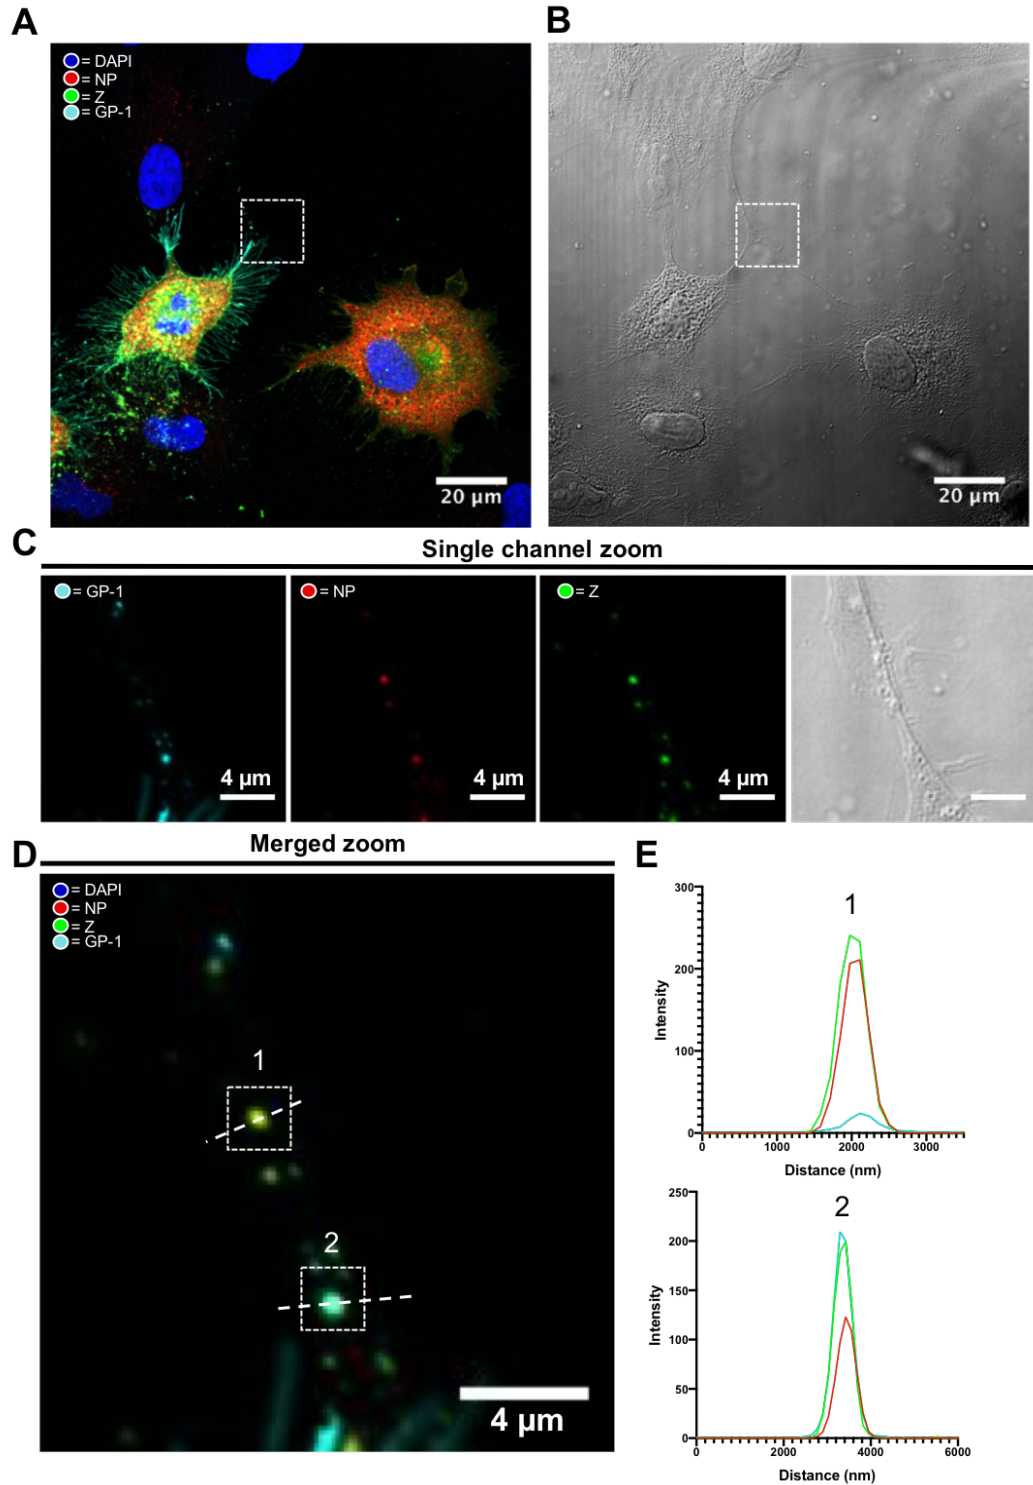 A
= DAPI
= NP
= Z
= GP-1
20 µm
B
20 µm
C
Single channel zoom
= GP-1
4 µm
= NP
4 µm
= Z
4 µm
D
Merged zoom
= DAPI
= NP
= Z
= GP-1
1
2
4 µm
E
1
300
200
100
0
Intensity
0 1000 2000 3000
Distance (nm)
2
250
200
150
100
50
0
Intensity
0 2000 4000 6000
Distance (nm)